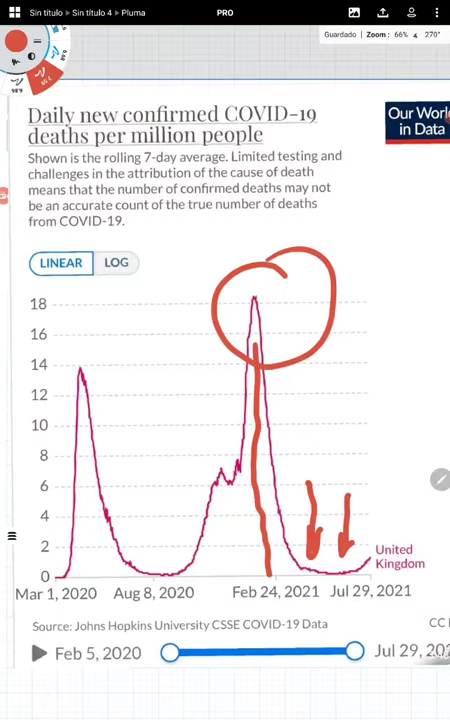 Sin título › Sin título 4 › Pluma
PRO
Guardado | Zoom : 66% 270°
Daily new confirmed COVID-19
deaths per million people
Our World
in Data
Shown is the rolling 7-day average. Limited testing and
challenges in the attribution of the cause of death
means that the number of confirmed deaths may not
be an accurate count of the true number of deaths
from COVID-19.
LINEAR LOG
18
16
14
12
10
8
6
4
2
0
United
Kingdom
Mar 1, 2020 Aug 8, 2020 Feb 24, 2021 Jul 29, 2021
Source: Johns Hopkins University CSSE COVID-19 Data CC
Feb 5, 2020 Jul 29, 202